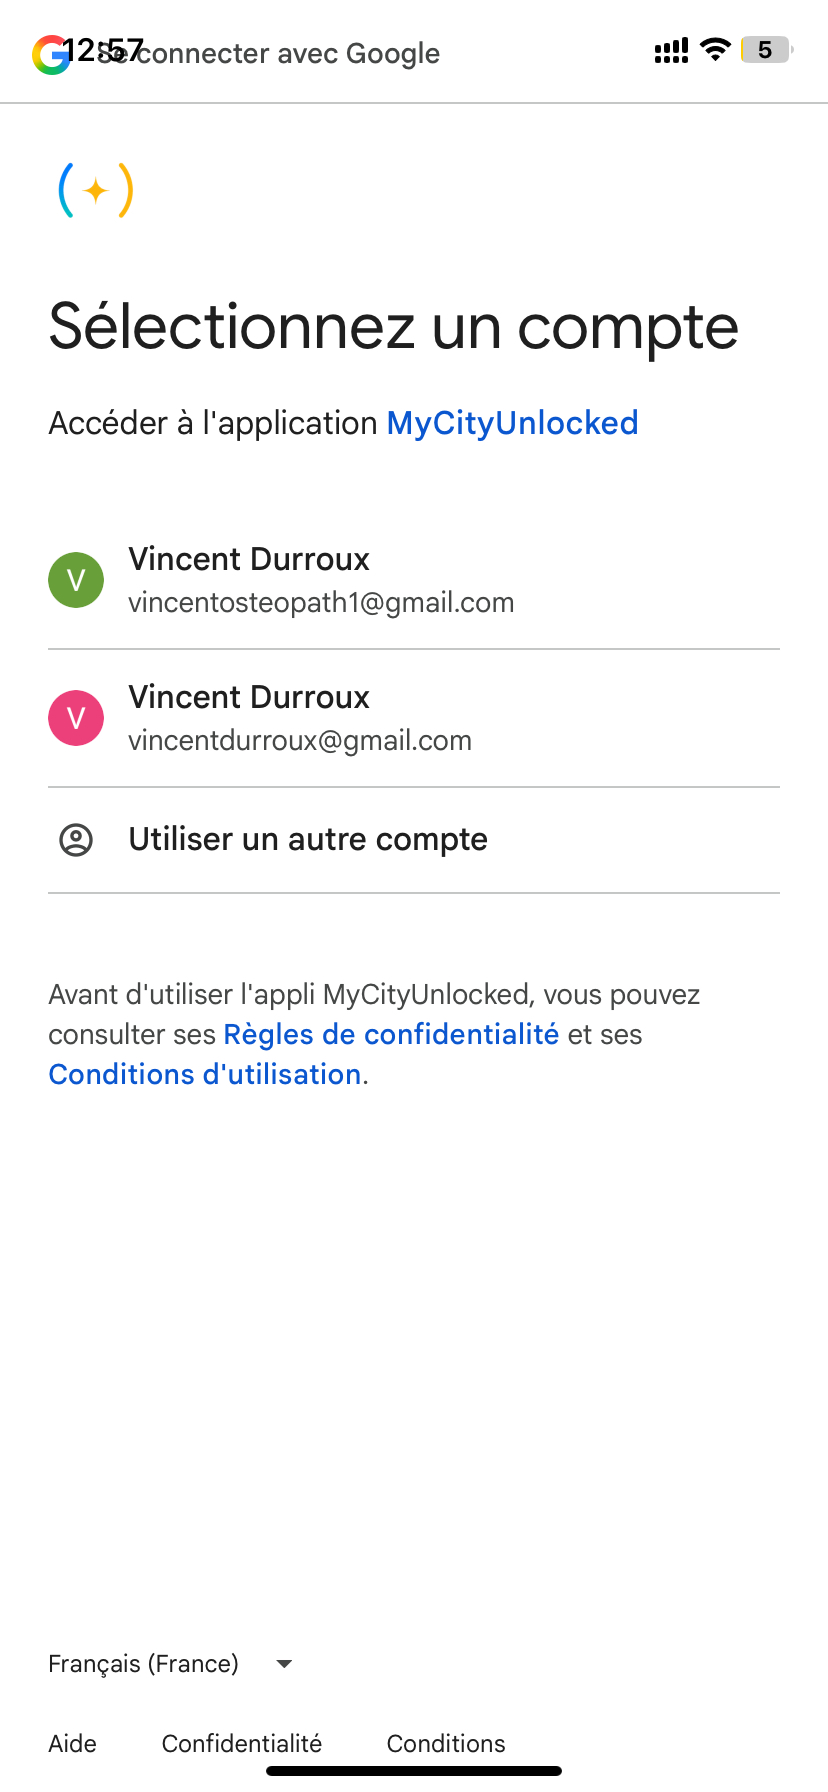 12:57
Se connecter avec Google
5
Sélectionnez un compte
Accéder à l'application MyCityUnlocked
V
Vincent Durroux
vincentosteopath1@gmail.com
V
Vincent Durroux
vincentdurroux@gmail.com
Utiliser un autre compte
Avant d'utiliser l'appli MyCityUnlocked, vous pouvez
consulter ses Règles de confidentialité et ses
Conditions d'utilisation.
Français (France)
Aide Confidentialité Conditions